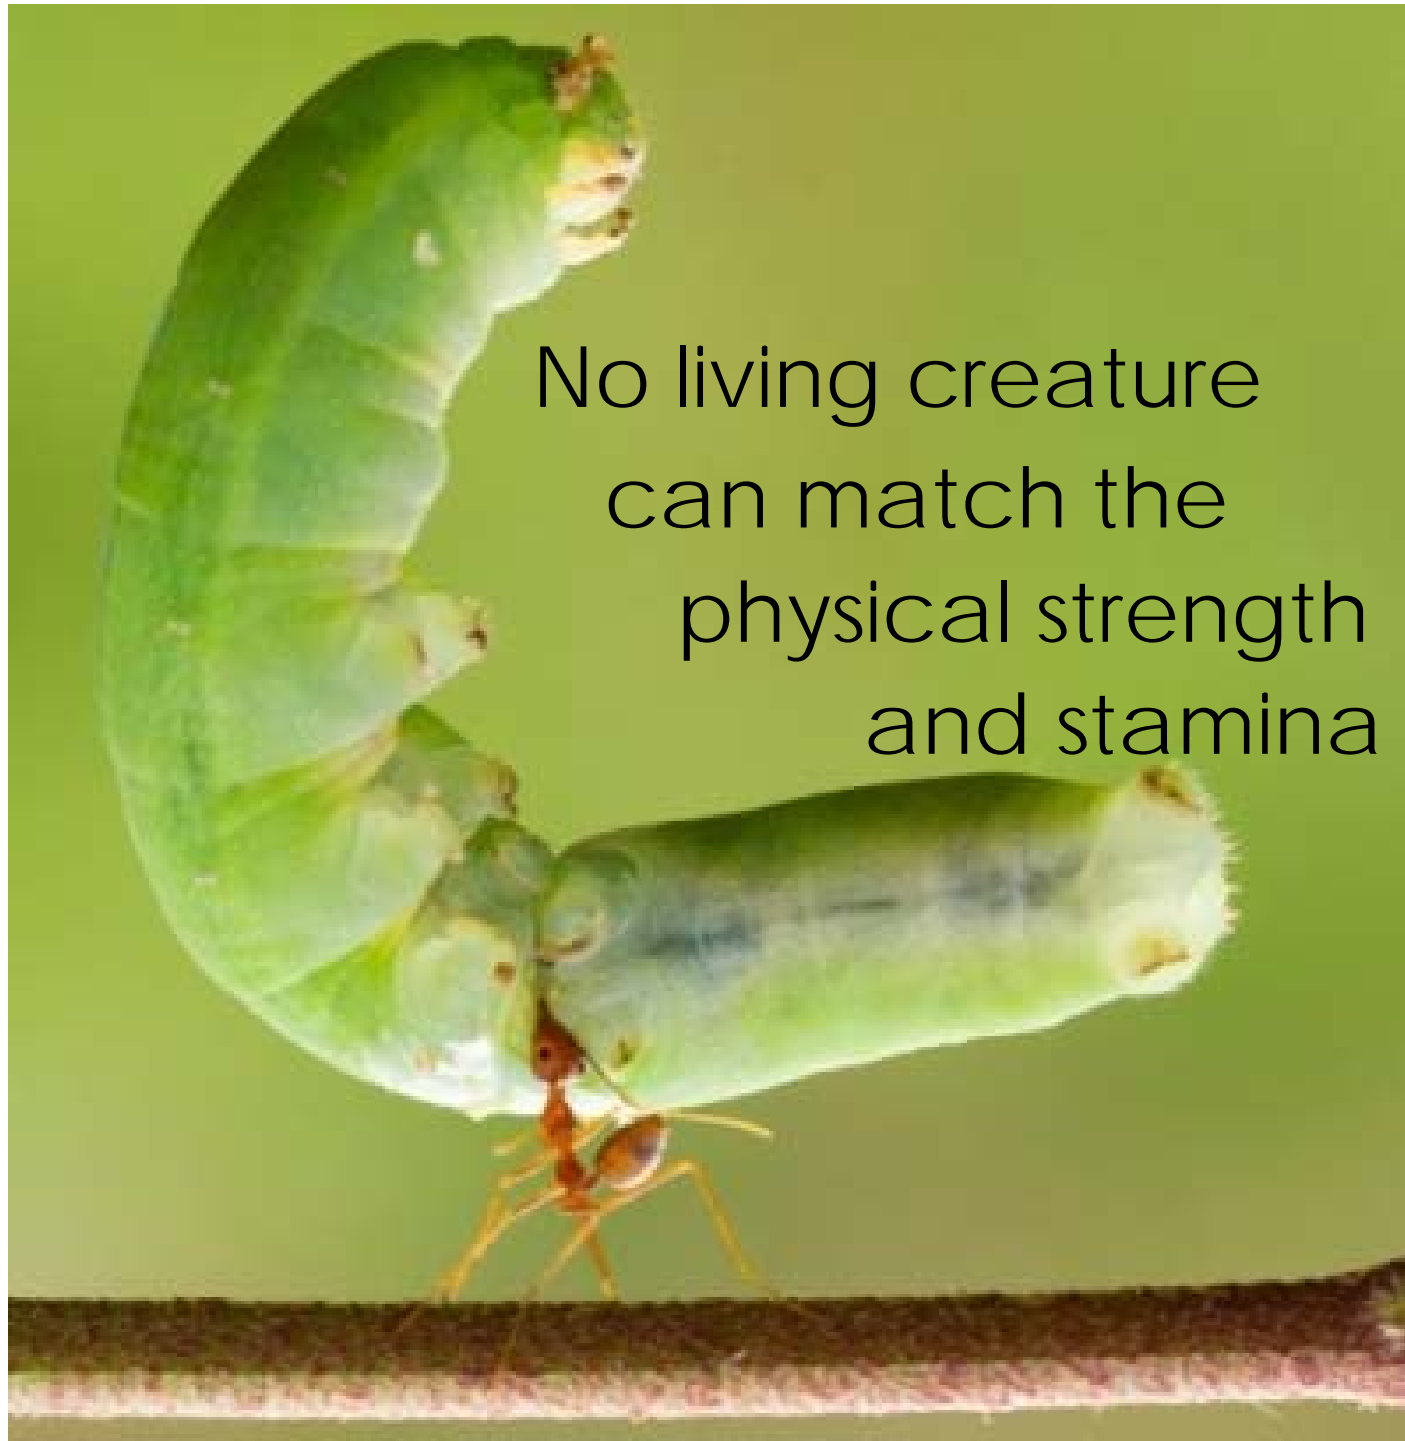 No living creature
can match the
physical strength
and stamina